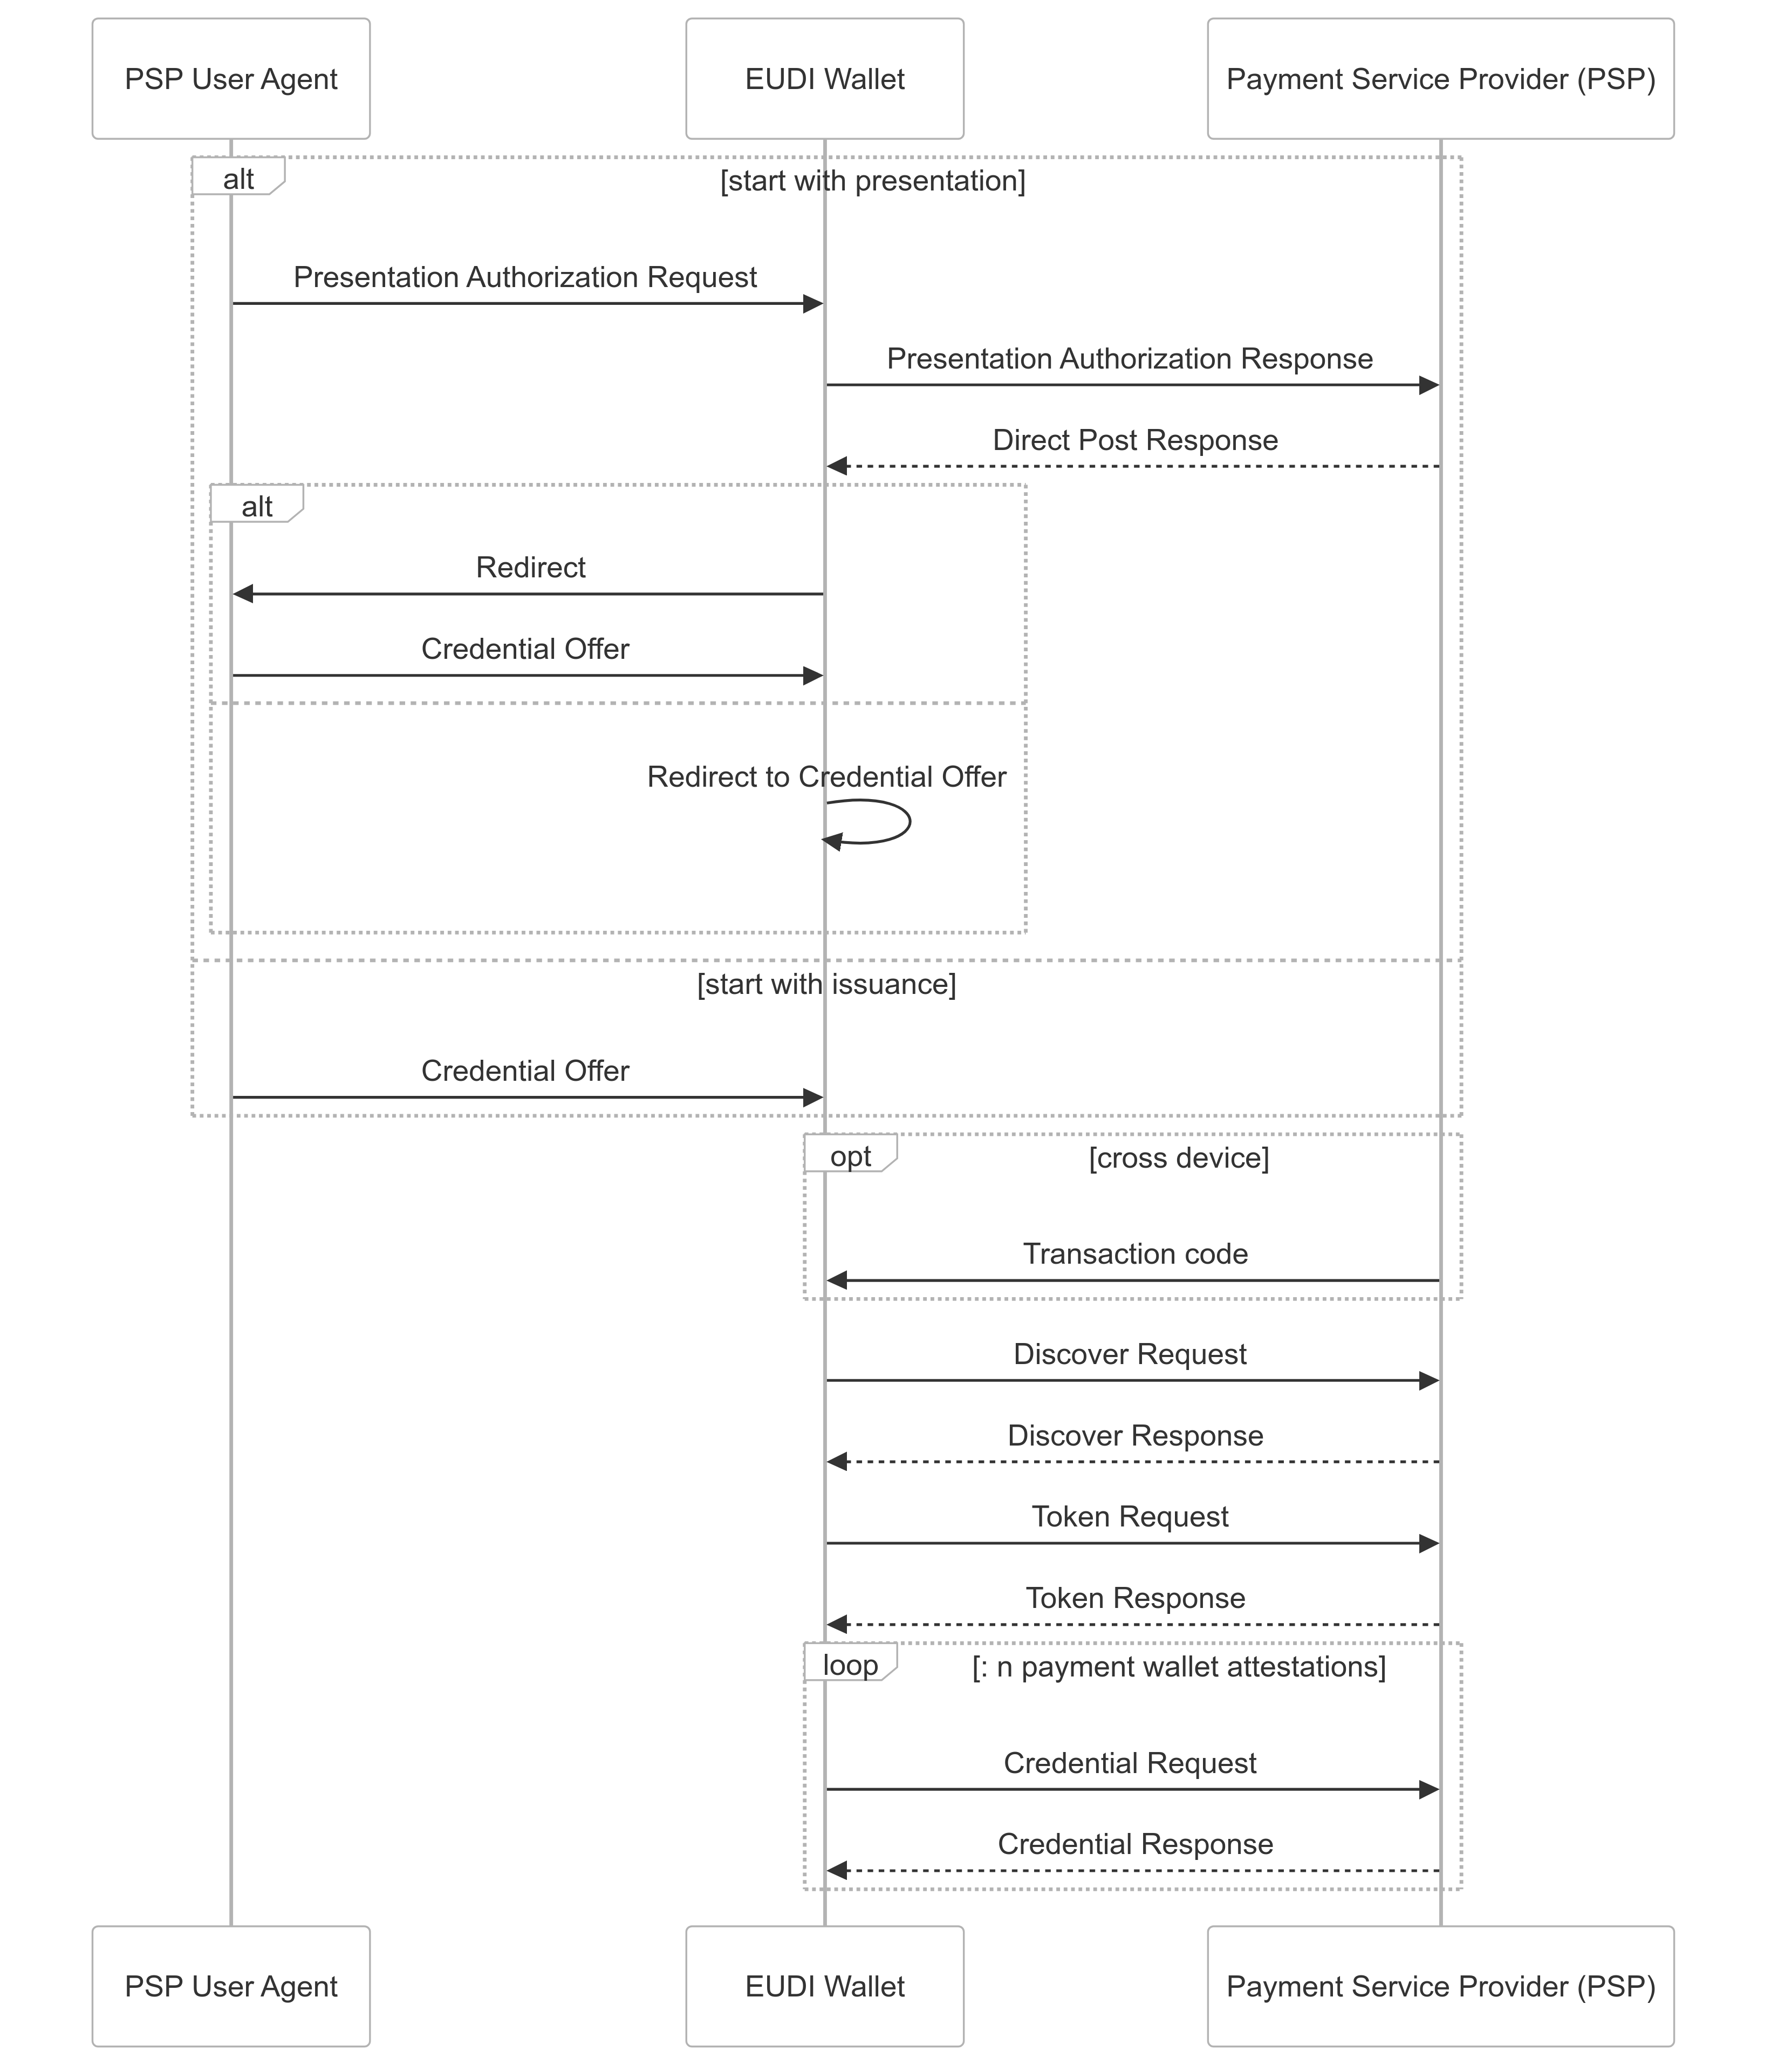 PSP User Agent
EUDI Wallet
Payment Service Provider (PSP)
alt
[start with presentation]
Presentation Authorization Request
Presentation Authorization Response
Direct Post Response
alt
Redirect
Credential Offer
Redirect to Credential Offer
[start with issuance]
Credential Offer
opt
[cross device]
Transaction code
Discover Request
Discover Response
Token Request
Token Response
loop
[: n payment wallet attestations]
Credential Request
Credential Response
PSP User Agent
EUDI Wallet
Payment Service Provider (PSP)